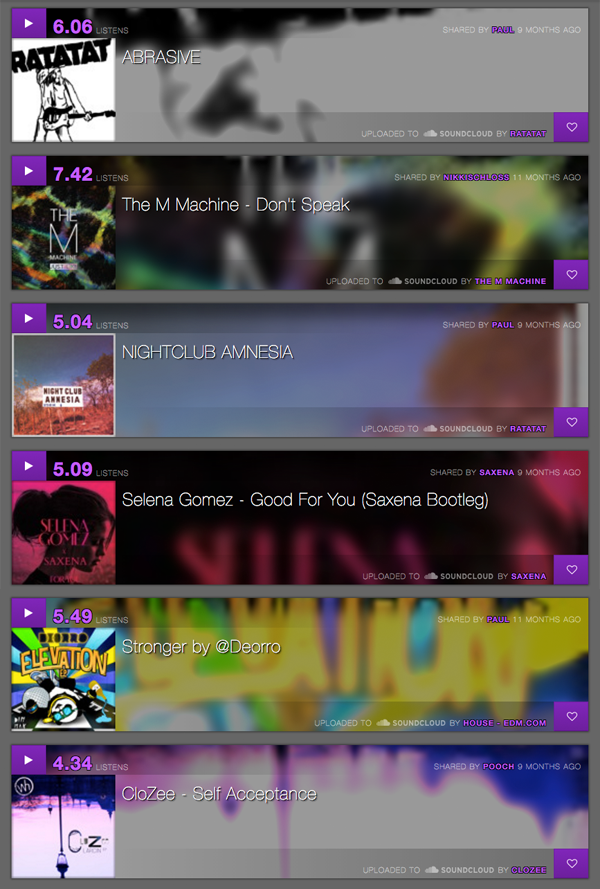 6.06 LISTENS
SHARED BY PAUL 9 MONTHS AGO
RATATAT
ABRASIVE
UPLOADED TO SOUNDCLOUD BY RATATAT
7.42 LISTENS
SHARED BY NIKKISCHLOSS 11 MONTHS AGO
The M Machine - Don't Speak
THE
M
MACHINE
UPLOADED TO SOUNDCLOUD BY THE M MACHINE
5.04 LISTENS
SHARED BY PAUL 9 MONTHS AGO
NIGHTCLUB AMNESIA
NIGHT CLUB
AMNESIA
UPLOADED TO SOUNDCLOUD BY RATATAT
5.09 LISTENS
SHARED BY SAXENA 9 MONTHS AGO
Selena Gomez - Good For You (Saxena Bootleg)
SELENA
GOMEZ
SAXENA
UPLOADED TO SOUNDCLOUD BY SAXENA
5.49 LISTENS
SHARED BY PAUL 11 MONTHS AGO
DEORRO
ELEVATION
Stronger by @Deorro
UPLOADED TO SOUNDCLOUD BY HOUSE - EDM.COM
4.34 LISTENS
SHARED BY POOCH 9 MONTHS AGO
CloZee - Self Acceptance
UPLOADED TO SOUNDCLOUD BY CLOZEE